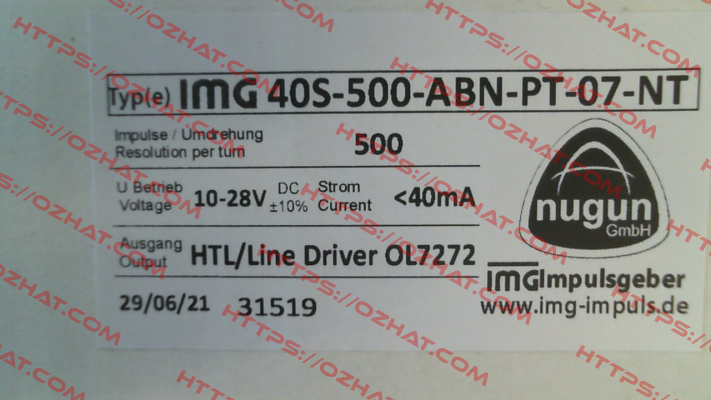 Typ(e) IMG 40S-500-ABN-PT-07-NT
Impulse / Umdrehung
Resolution per turn
500
U Betrieb
Voltage
10-28V DC ±10%
Strom
Current
<40mA
Ausgang
Output
HTL/Line Driver OL7272
29/06/21 31519
nugun
GmbH
IMG Impulsgeber
www.img-impuls.de
HTTPS://OZHAT.COM